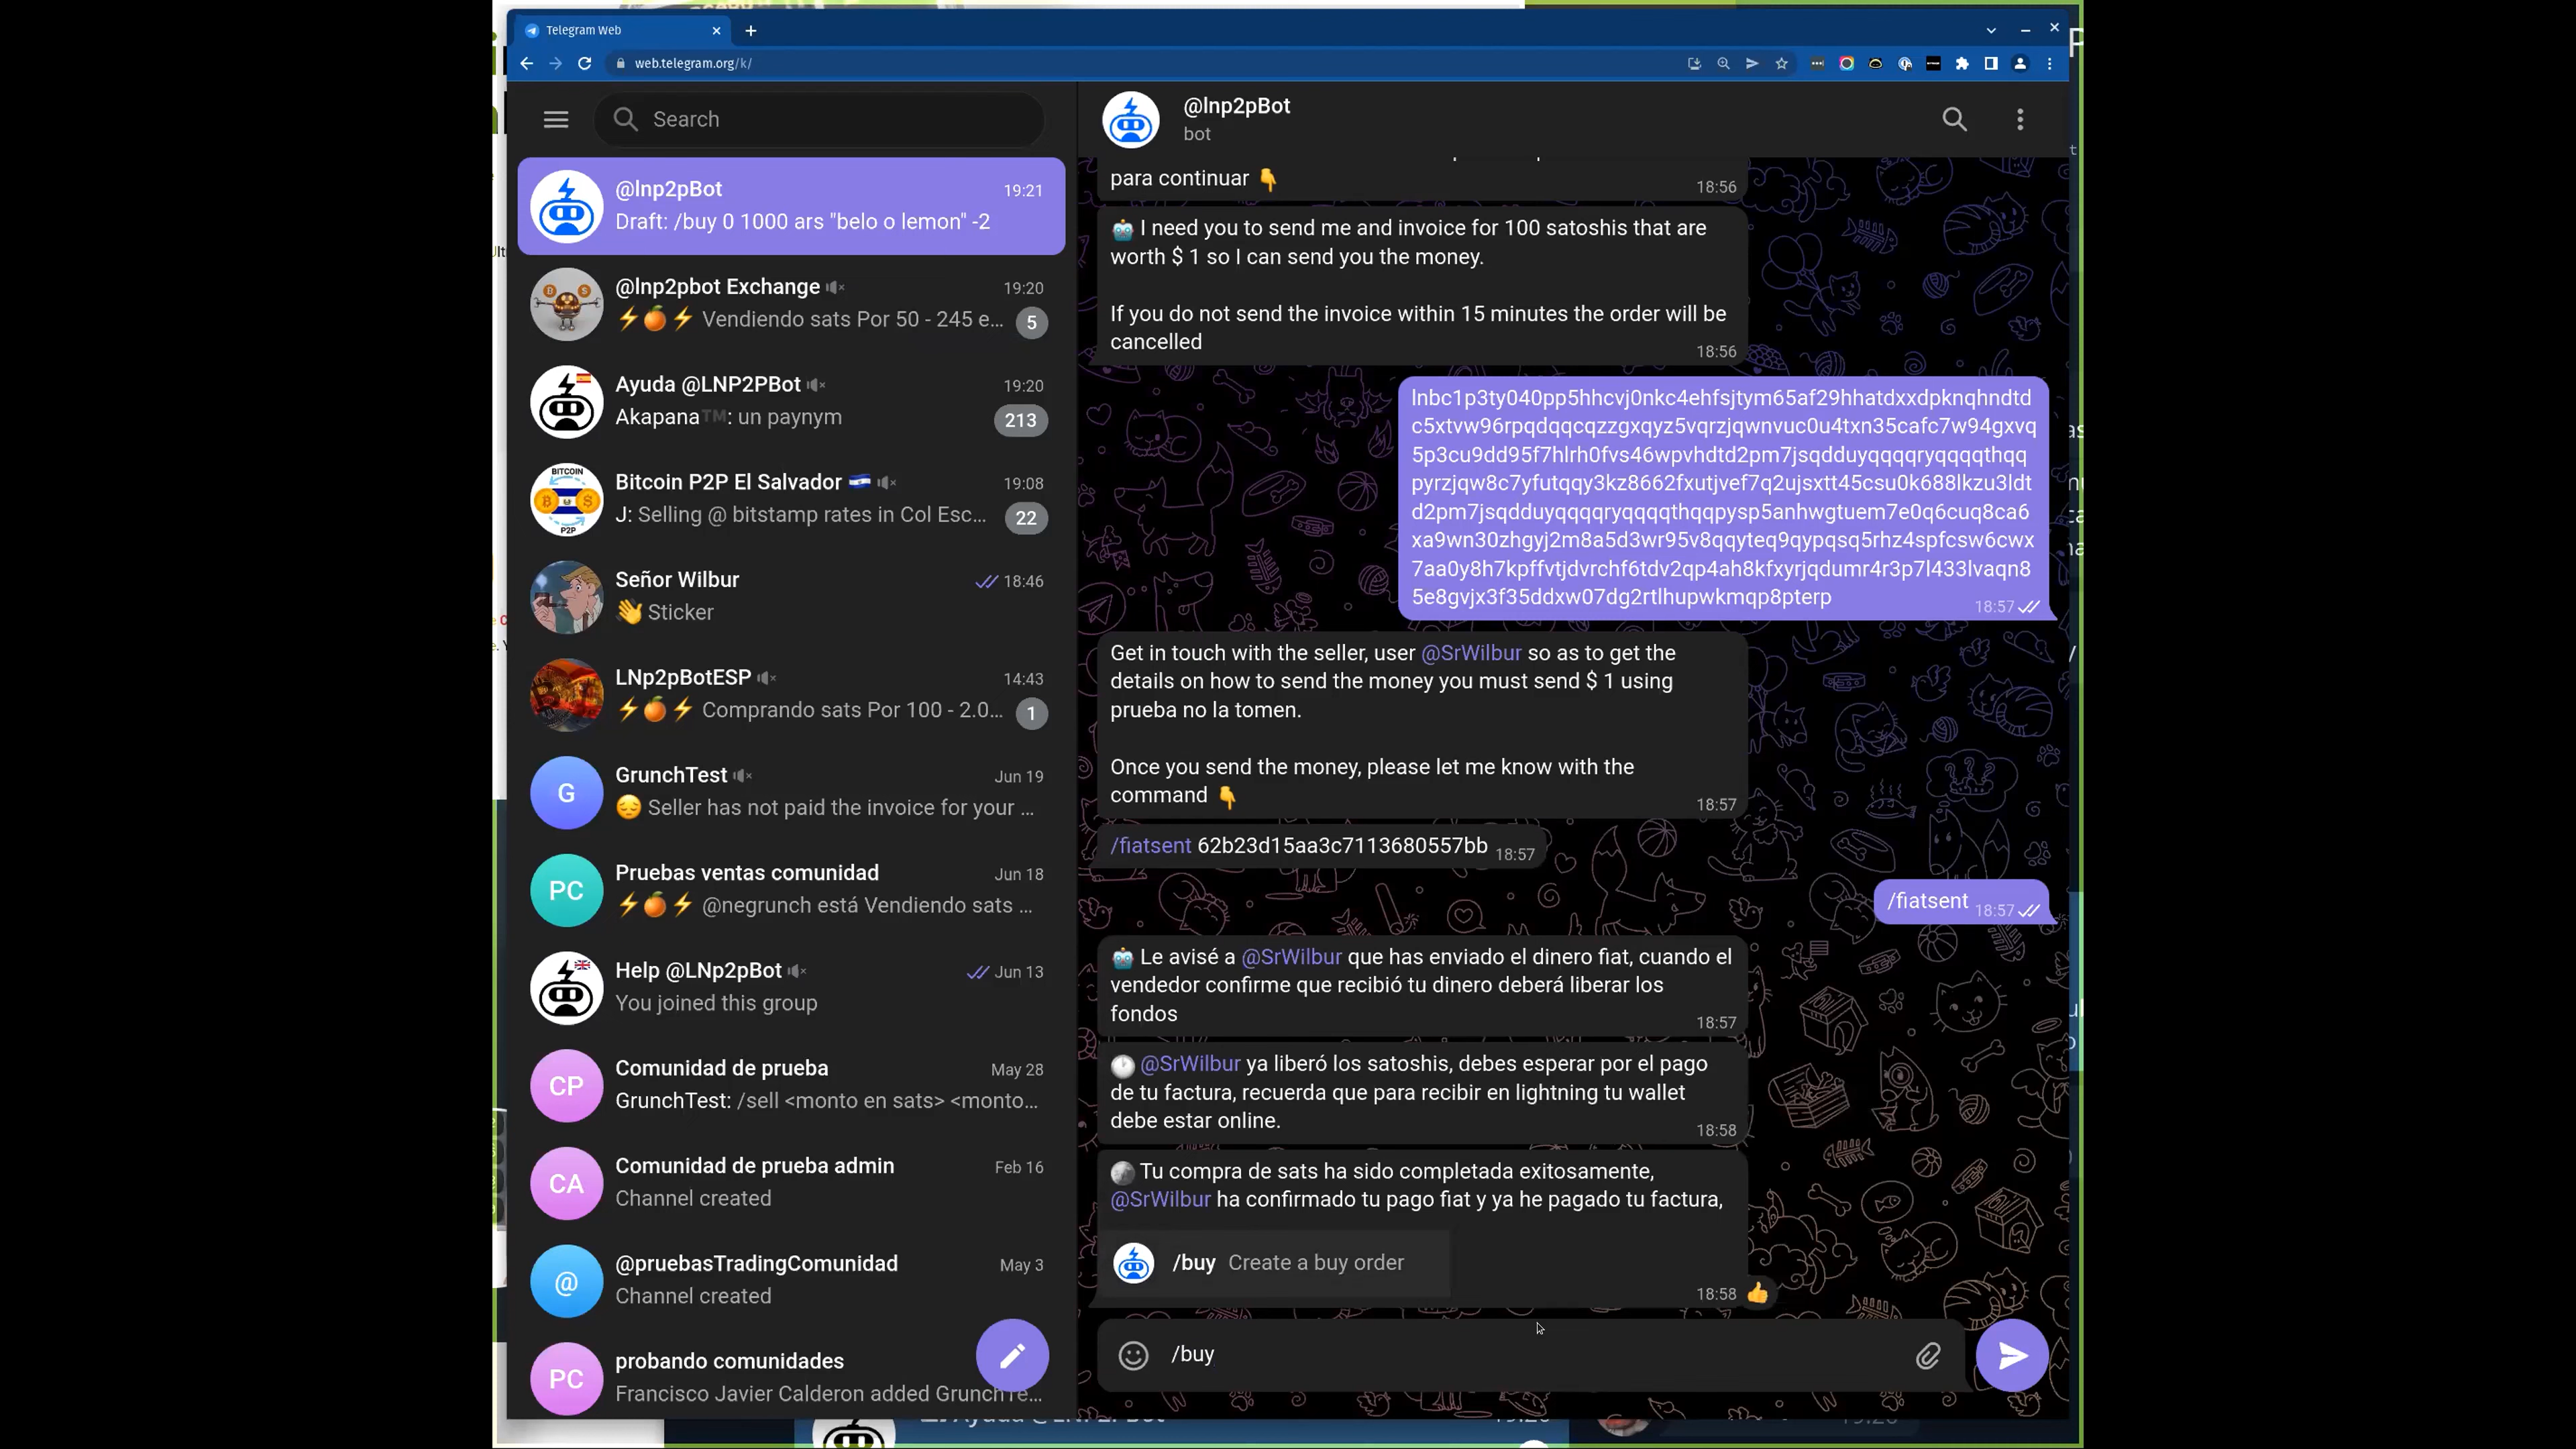 Telegram Web
web.telegram.org/k/
Search
@lnp2pBot
19:21
Draft: /buy 0 1000 ars "belo o lemon" -2
@lnp2pbot Exchange
19:20
⚡🍊⚡ Vendiendo sats Por 50 - 245 e...
5
Ayuda @LNP2PBot
19:20
Akapana™️: un paynym
213
BITCOIN
P2P
Bitcoin P2P El Salvador 🇸🇻
19:08
J: Selling @ bitstamp rates in Col Esc...
22
Señor Wilbur
18:46
👋 Sticker
LNp2pBotESP
14:43
⚡🍊⚡ Comprando sats Por 100 - 2.0...
1
G
GrunchTest
Jun 19
😔 Seller has not paid the invoice for your ...
PC
Pruebas ventas comunidad
Jun 18
⚡🍊⚡ @negrunch está Vendiendo sats ...
Help @LNp2pBot
Jun 13
You joined this group
CP
Comunidad de prueba
May 28
GrunchTest: /sell <monto en sats> <monto...
CA
Comunidad de prueba admin
Feb 16
Channel created
@
@pruebasTradingComunidad
May 3
Channel created
PC
probando comunidades
Francisco Javier Calderon added GrunchTe...
@lnp2pBot
bot
para continuar 👇
18:56
🤖 I need you to send me and invoice for 100 satoshis that are
worth $ 1 so I can send you the money.
If you do not send the invoice within 15 minutes the order will be
cancelled
18:56
lnbc1p3ty040pp5hhcvj0nkc4ehfsjtym65af29hhatdxxdpknqhndtd
c5xtvw96rpqdqqcqzzgxqyz5vqrzjqwnvuc0u4txn35cafc7w94gxvq
5p3cu9dd95f7hlrh0fvs46wpvhdtd2pm7jsqdduyqqqqryqqqqthqq
pyrzjqw8c7yfutqqy3kz8662fxutjvef7q2ujsxtt45csu0k688lkzu3ldt
d2pm7jsqdduyqqqqryqqqqthqqpysp5anhwgtuem7e0q6cuq8ca6
xa9wn30zhgyj2m8a5d3wr95v8qqyteq9qypqsq5rhz4spfcsw6cwx
7aa0y8h7kpffvtjdvrchf6tdv2qp4ah8kfxyrjqdumr4r3p7l433lvaqn8
5e8gvjx3f35ddxw07dg2rtlhupwkmqp8pterp
18:57
Get in touch with the seller, user @SrWilbur so as to get the
details on how to send the money you must send $ 1 using
prueba no la tomen.
Once you send the money, please let me know with the
command 👇
18:57
/fiatsent 62b23d15aa3c7113680557bb
18:57
/fiatsent
18:57
🤖 Le avisé a @SrWilbur que has enviado el dinero fiat, cuando el
vendedor confirme que recibió tu dinero deberá liberar los
fondos
18:57
🕐 @SrWilbur ya liberó los satoshis, debes esperar por el pago
de tu factura, recuerda que para recibir en lightning tu wallet
debe estar online.
18:58
🌕 Tu compra de sats ha sido completada exitosamente,
@SrWilbur ha confirmado tu pago fiat y ya he pagado tu factura,
/buy Create a buy order
18:58 👍
/buy